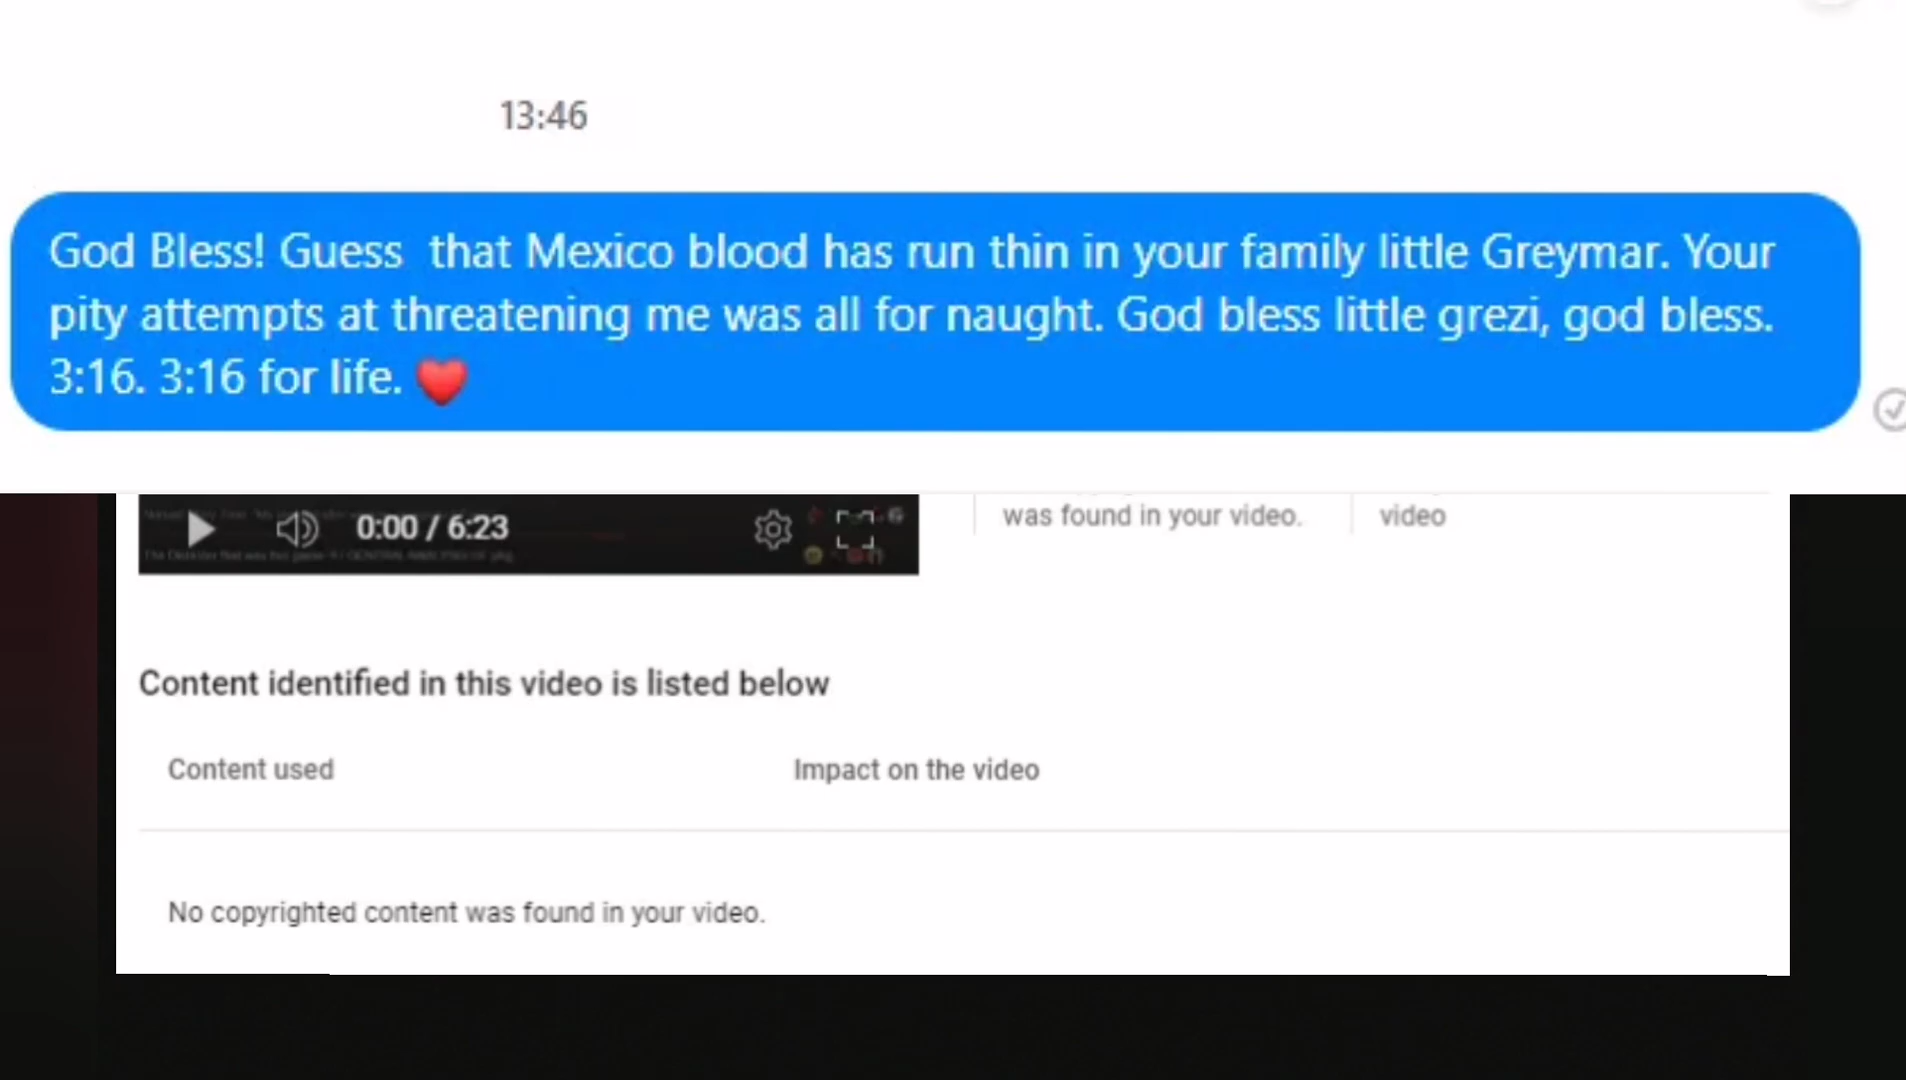 13:46
God Bless! Guess  that Mexico blood has run thin in your family little Greymar. Your
pity attempts at threatening me was all for naught. God bless little grezi, god bless.
3:16. 3:16 for life. ❤️
0:00 / 6:23
was found in your video.
video
Content identified in this video is listed below
Content used
Impact on the video
No copyrighted content was found in your video.